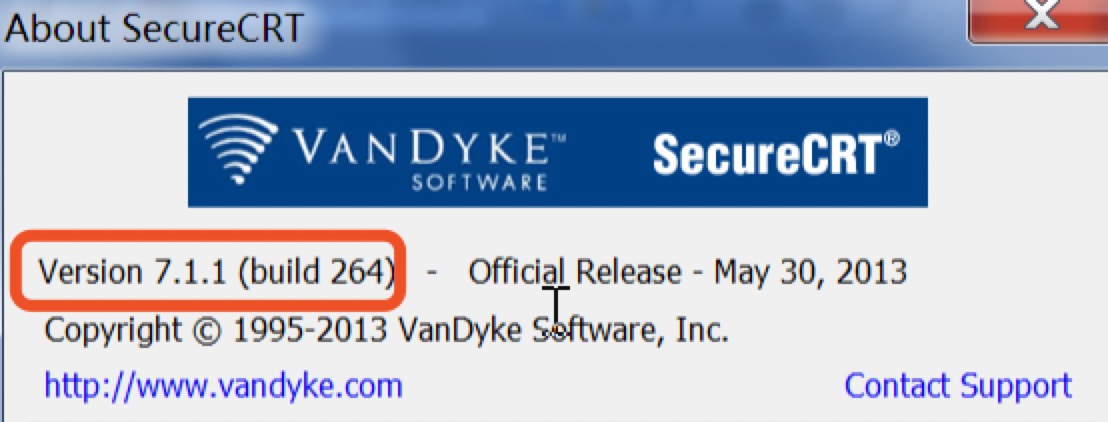 About SecureCRT
VANDYKE™ SecureCRT®
SOFTWARE
Version 7.1.1 (build 264) - Official Release - May 30, 2013
Copyright © 1995-2013 VanDyke Software, Inc.
http://www.vandyke.com Contact Support